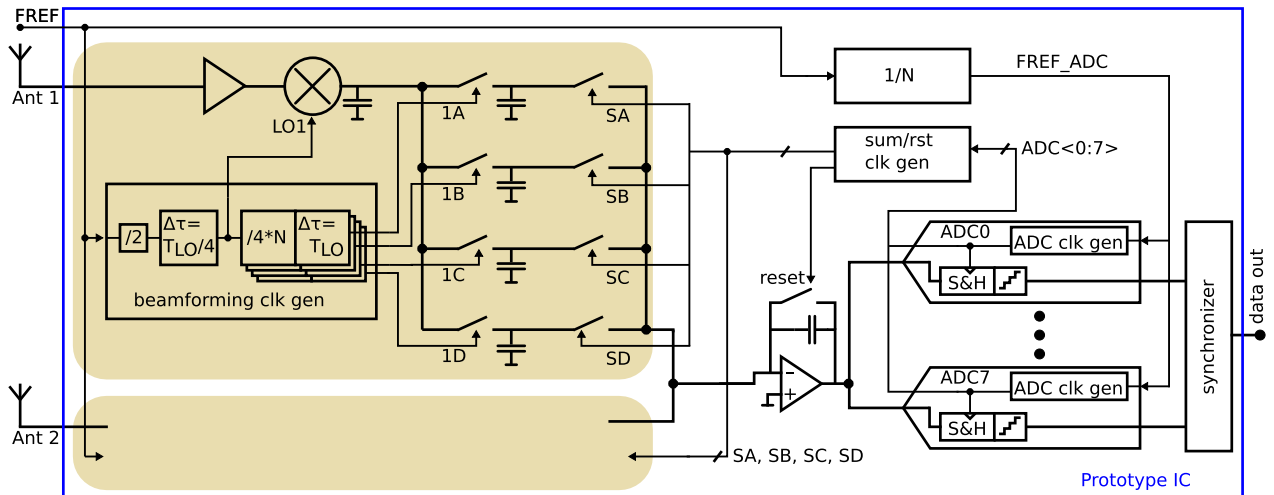 FREF
Ant 1
LO1
1A
SA
1B
SB
1C
SC
1D
SD
/2
Δτ=
TLO/4
/4*N
Δτ=
TLO
beamforming clk gen
1/N
FREF_ADC
sum/rst
clk gen
ADC<0:7>
reset
-
+
ADC0
ADC clk gen
S&H
ADC7
ADC clk gen
S&H
synchronizer
data out
Ant 2
SA, SB, SC, SD
Prototype IC